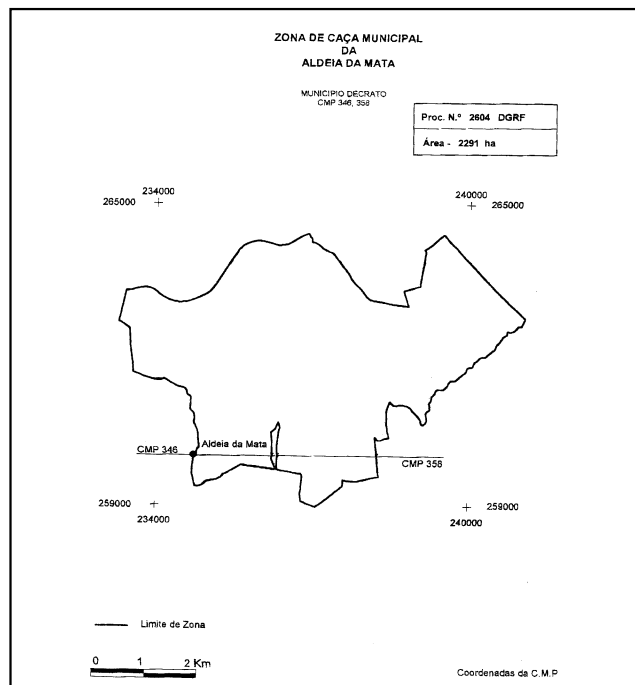 ZONA DE CAÇA MUNICIPAL
DA
ALDEIA DA MATA
MUNICIPIO DECRATO
CMP 346, 358
Proc. N.º 2604 DGRF
Área - 2291 ha
234000
265000
240000
265000
CMP 346
Aldeia da Mata
CMP 358
259000
234000
240000
259000
Limite de Zona
0 1 2 Km
Coordenadas da C.M.P